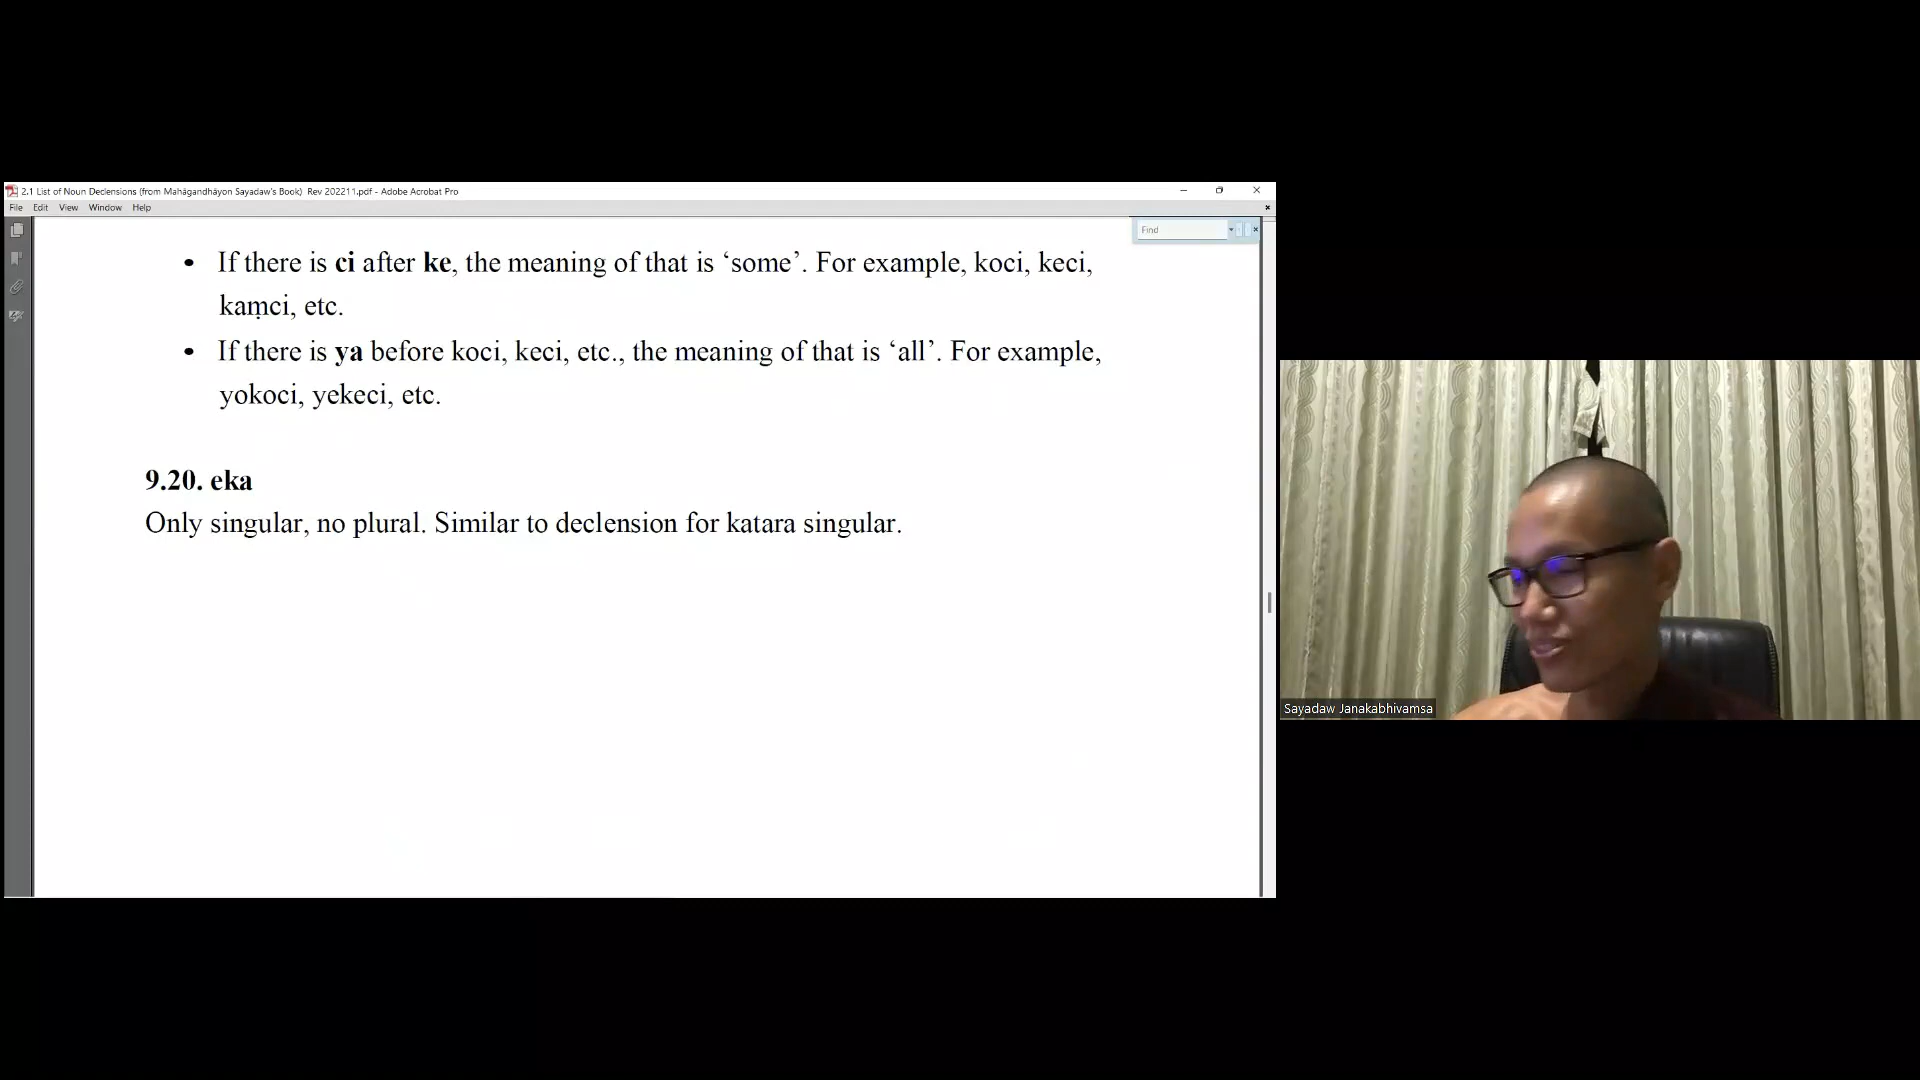 2.1 List of Noun Declensions (from Mahāgandhāyon Sayadaw's Book)  Rev 202211.pdf - Adobe Acrobat Pro
File Edit View Window Help
Find
• If there is ci after ke, the meaning of that is ‘some’. For example, koci, keci,
kaṃci, etc.
• If there is ya before koci, keci, etc., the meaning of that is ‘all’. For example,
yokoci, yekeci, etc.
9.20. eka
Only singular, no plural. Similar to declension for katara singular.
Sayadaw Janakabhivamsa